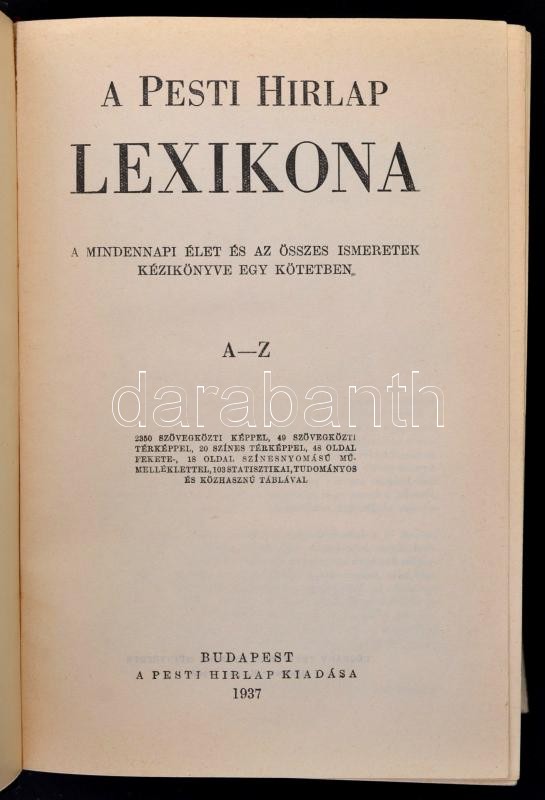 A PESTI HIRLAP
LEXIKONA
A MINDENNAPI ÉLET ÉS AZ ÖSSZES ISMERETEK
KÉZIKÖNYVE EGY KÖTETBEN
A—Z
darabanth
2350 SZÖVEGKÖZTI KÉPPEL, 49 SZÖVEGKÖZTI
TÉRKÉPPEL, 20 SZÍNES TÉRKÉPPEL, 48 OLDAL
FEKETE-, 18 OLDAL SZÍNESNYOMÁSÚ MŰ-
MELLÉKLETTEL, 103 STATISZTIKAI, TUDOMÁNYOS
ÉS KÖZHASZNÚ TÁBLÁVAL
BUDAPEST
A PESTI HIRLAP KIADÁSA
1937